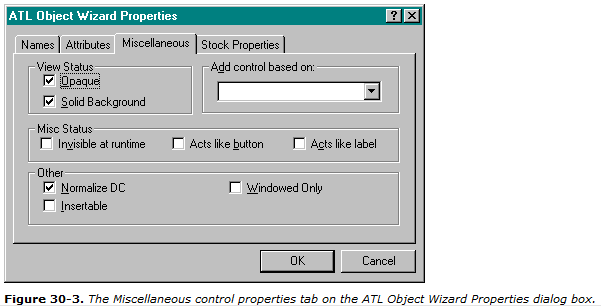 ATL Object Wizard Properties
Names Attributes Miscellaneous Stock Properties
View Status
Opaque
Solid Background
Add control based on:
Misc Status
Invisible at runtime Acts like button Acts like label
Other
Normalize DC Windowed Only
Insertable
OK Cancel
Figure 30-3. The Miscellaneous control properties tab on the ATL Object Wizard Properties dialog box.